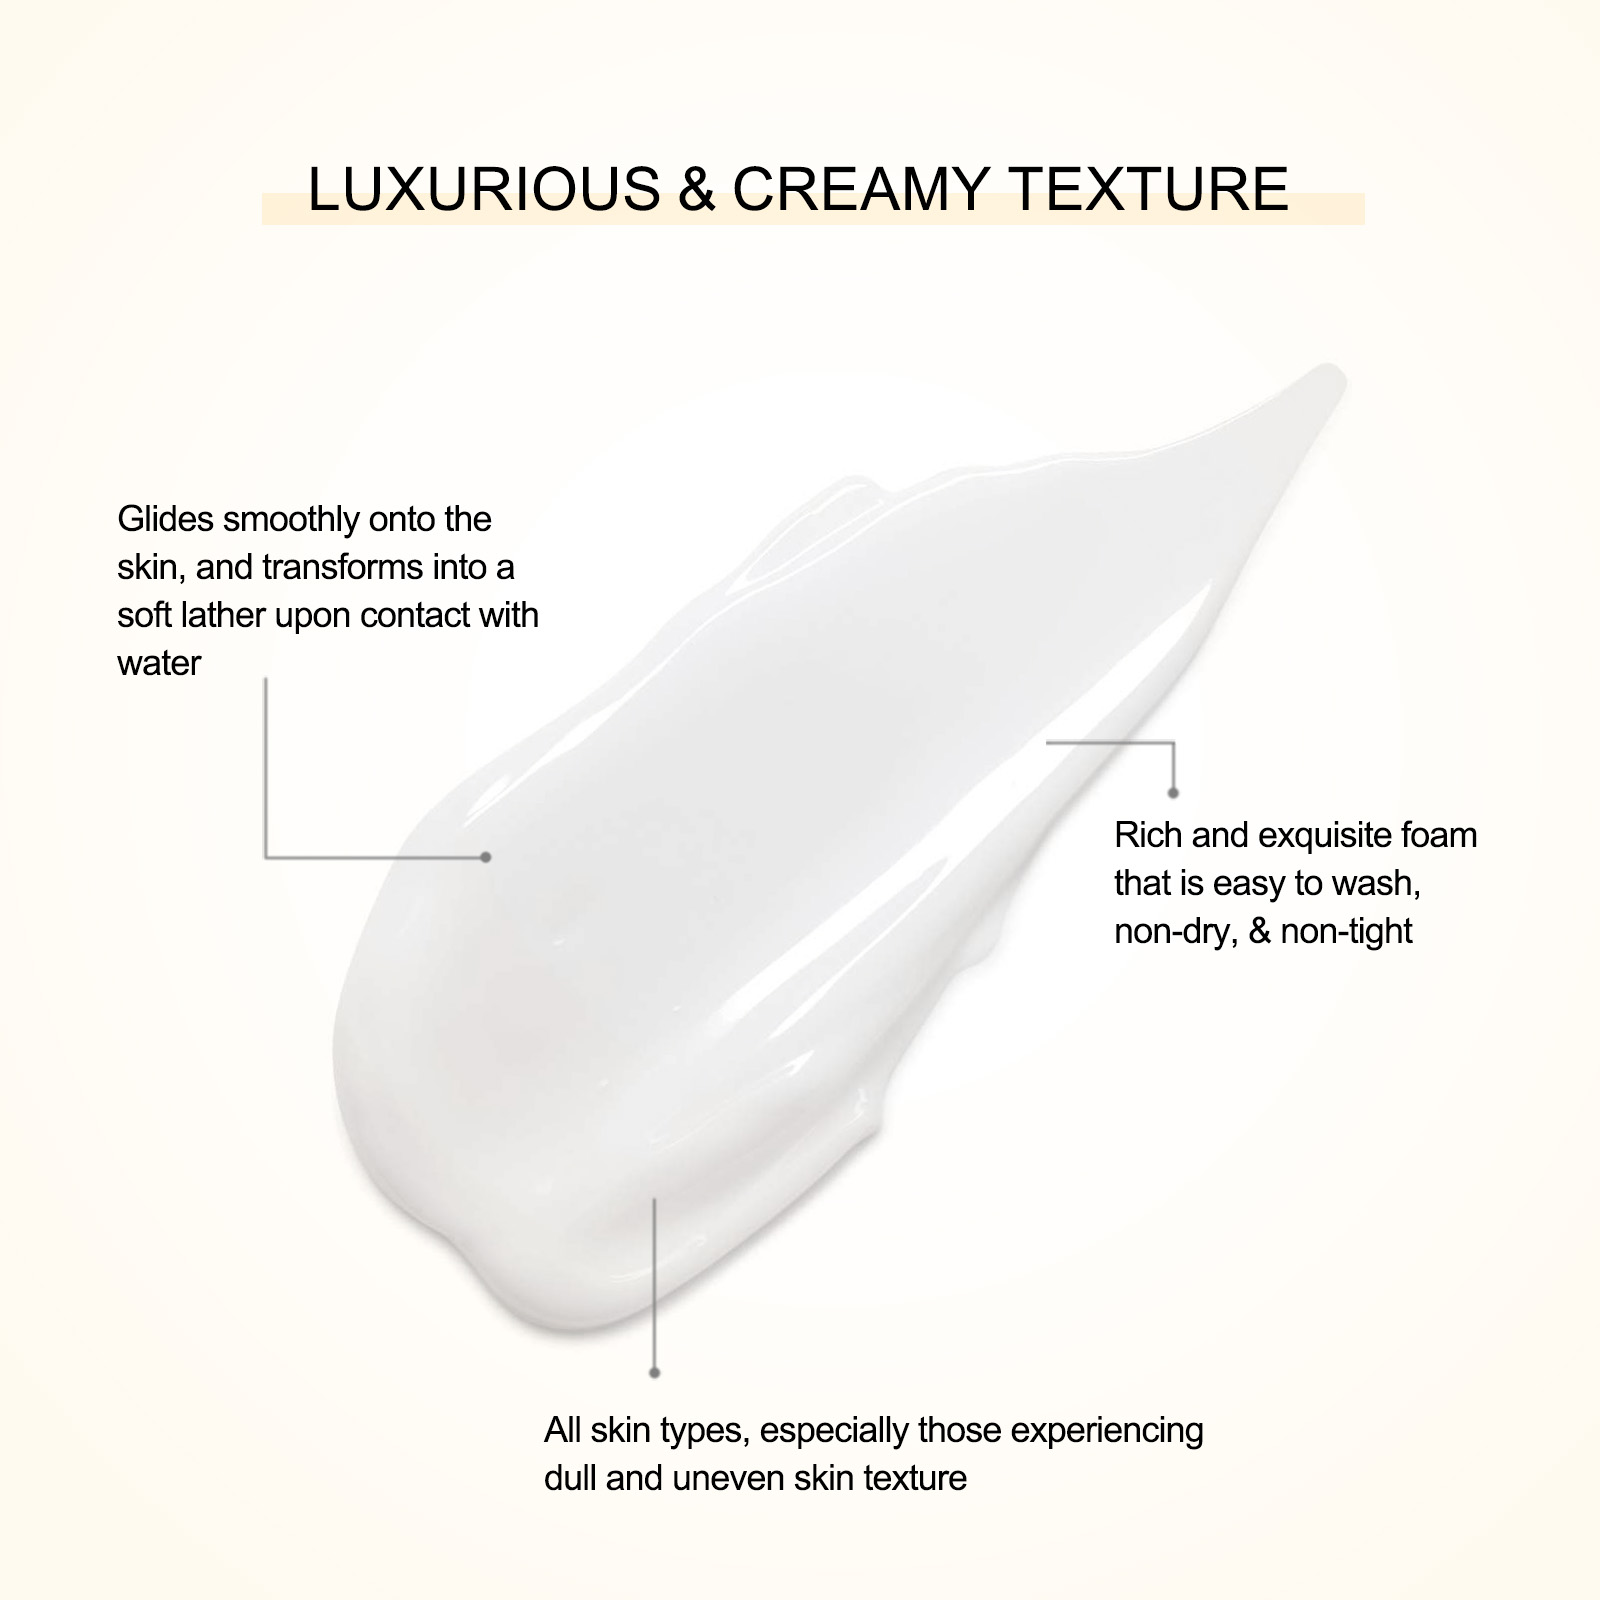 LUXURIOUS & CREAMY TEXTURE
Glides smoothly onto the
skin, and transforms into a
soft lather upon contact with
water
Rich and exquisite foam
that is easy to wash,
non-dry, & non-tight
All skin types, especially those experiencing
dull and uneven skin texture